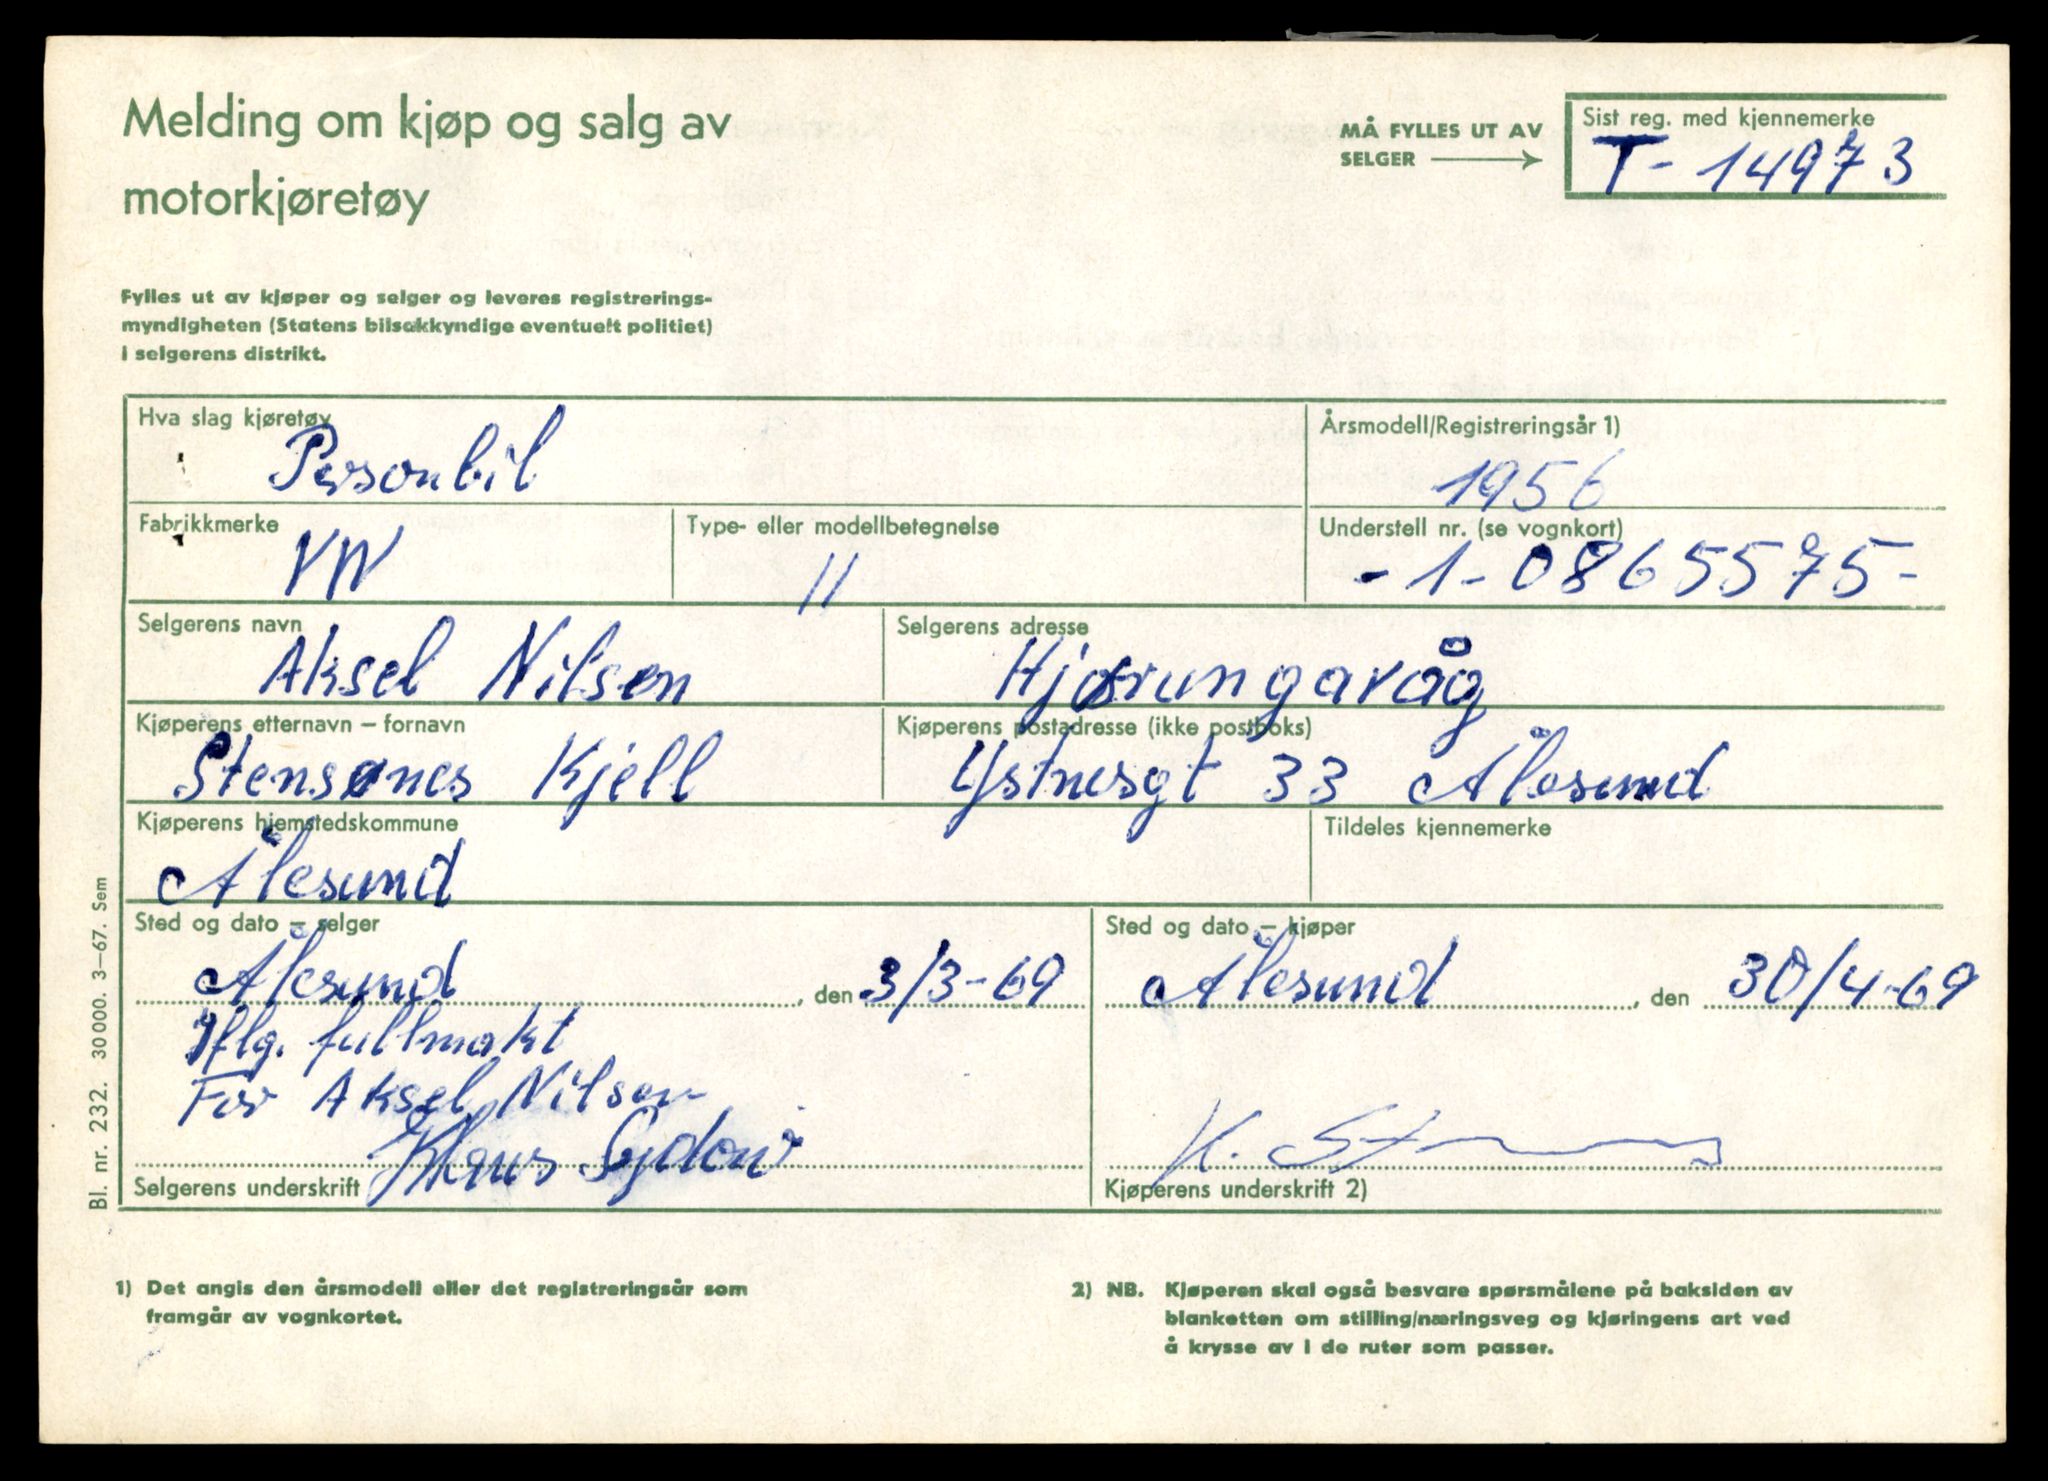 Melding om kjøp og salg av
motorkjøretøy
MÅ FYLLES UT AV
SELGER
Sist reg. med kjennemerke
T - 14973
Fylles ut av kjøper og selger og leveres registrerings-
myndigheten (Statens bilsakkyndige eventuelt politiet)
i selgerens distrikt.
Hva slag kjøretøy
Personbil
Årsmodell/Registreringsår 1)
1956
Fabrikkmerke
VW
Type- eller modellbetegnelse
11
Understell nr. (se vognkort)
- 1 - 0865575 -
Selgerens navn
Aksel Nilsen
Selgerens adresse
Hjørungavåg
Kjøperens etternavn – fornavn
Stensønes Kjell
Kjøperens postadresse (ikke postboks)
Ystnesgt 33 Ålesund
Kjøperens hjemstedskommune
Ålesund
Tildeles kjennemerke
Sted og dato – selger
Ålesund, den 3/3-69
Sted og dato – kjøper
Ålesund, den 30/4-69
Iflg. fullmakt
For Aksel Nilsen
Klaus Sydow
Selgerens underskrift
K. St
Kjøperens underskrift 2)
Bl. nr. 232. 30 000. 3–67. Sem
1) Det angis den årsmodell eller det registreringsår som
framgår av vognkortet.
2) NB. Kjøperen skal også besvare spørsmålene på baksiden av
blanketten om stilling/næringsveg og kjøringens art ved
å krysse av i de ruter som passer.